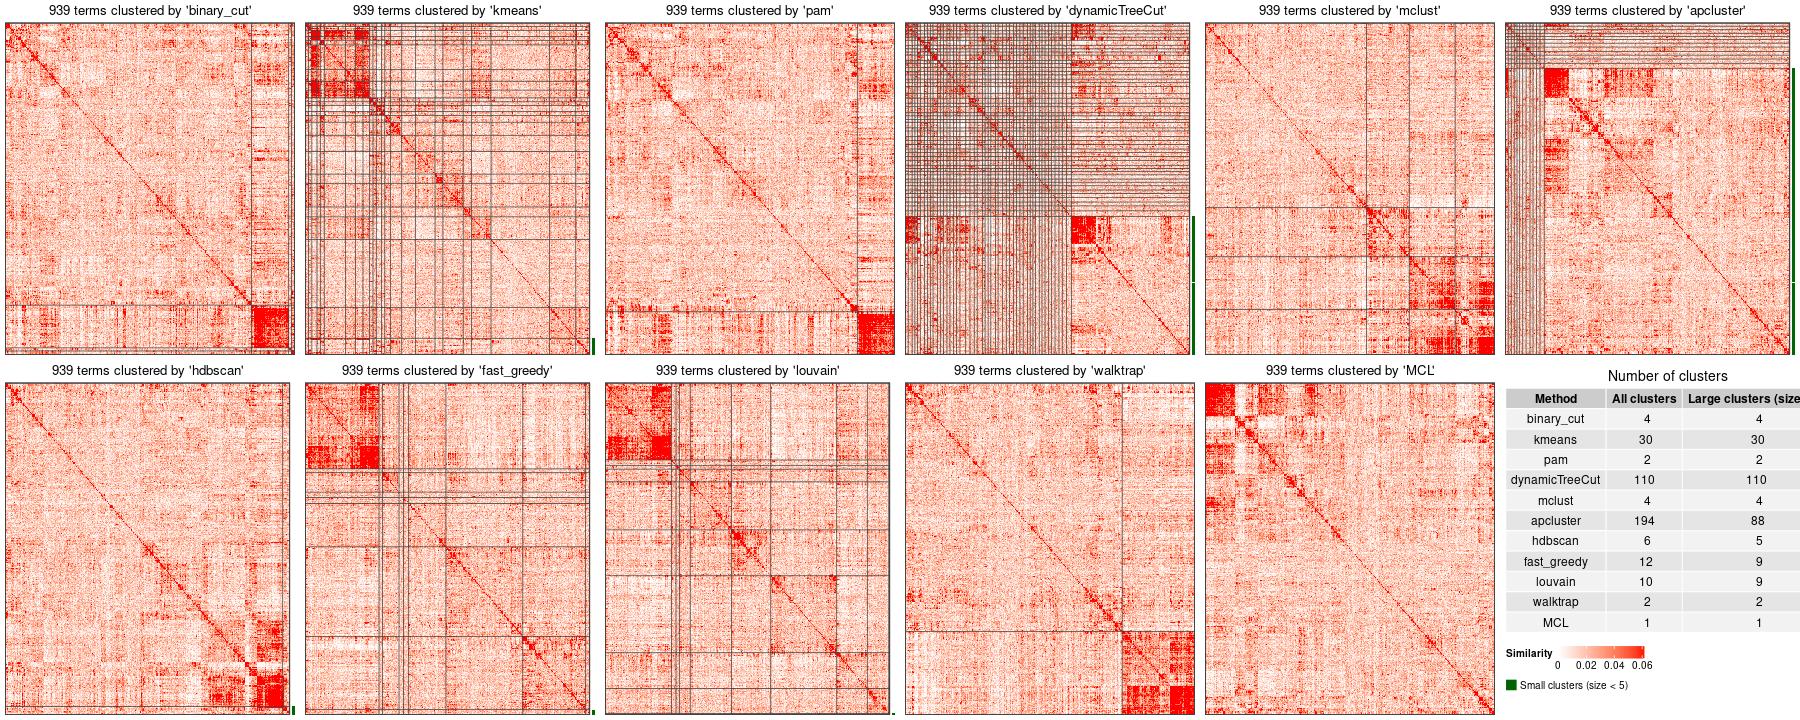 939 terms clustered by 'binary_cut'
939 terms clustered by 'kmeans'
939 terms clustered by 'pam'
939 terms clustered by 'dynamicTreeCut'
939 terms clustered by 'mclust'
939 terms clustered by 'apcluster'
939 terms clustered by 'hdbscan'
939 terms clustered by 'fast_greedy'
939 terms clustered by 'louvain'
939 terms clustered by 'walktrap'
939 terms clustered by 'MCL'
Number of clusters
Method All clusters Large clusters (size
binary_cut 4 4
kmeans 30 30
pam 2 2
dynamicTreeCut 110 110
mclust 4 4
apcluster 194 88
hdbscan 6 5
fast_greedy 12 9
louvain 10 9
walktrap 2 2
MCL 1 1
Similarity
0 0.02 0.04 0.06
Small clusters (size < 5)